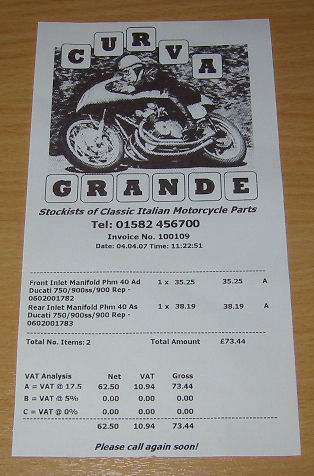 CURVA
GRANDE
Stockists of Classic Italian Motorcycle Parts
Tel: 01582 456700
Invoice No. 100109
Date: 04.04.07 Time: 11:22:51
Front Inlet Manifold Phm 40 Ad 1 x 35.25 35.25 A
Ducati 750/900ss/900 Rep -
0602001782
Rear Inlet Manifold Phm 40 As 1 x 38.19 38.19 A
Ducati 750/900ss/900 Rep -
0602001783
Total No. Items: 2 Total Amount £73.44
VAT Analysis Net VAT Gross
A = VAT @ 17.5 62.50 10.94 73.44
B = VAT @ 5% 0.00 0.00 0.00
C = VAT @ 0% 0.00 0.00 0.00
62.50 10.94 73.44
Please call again soon!